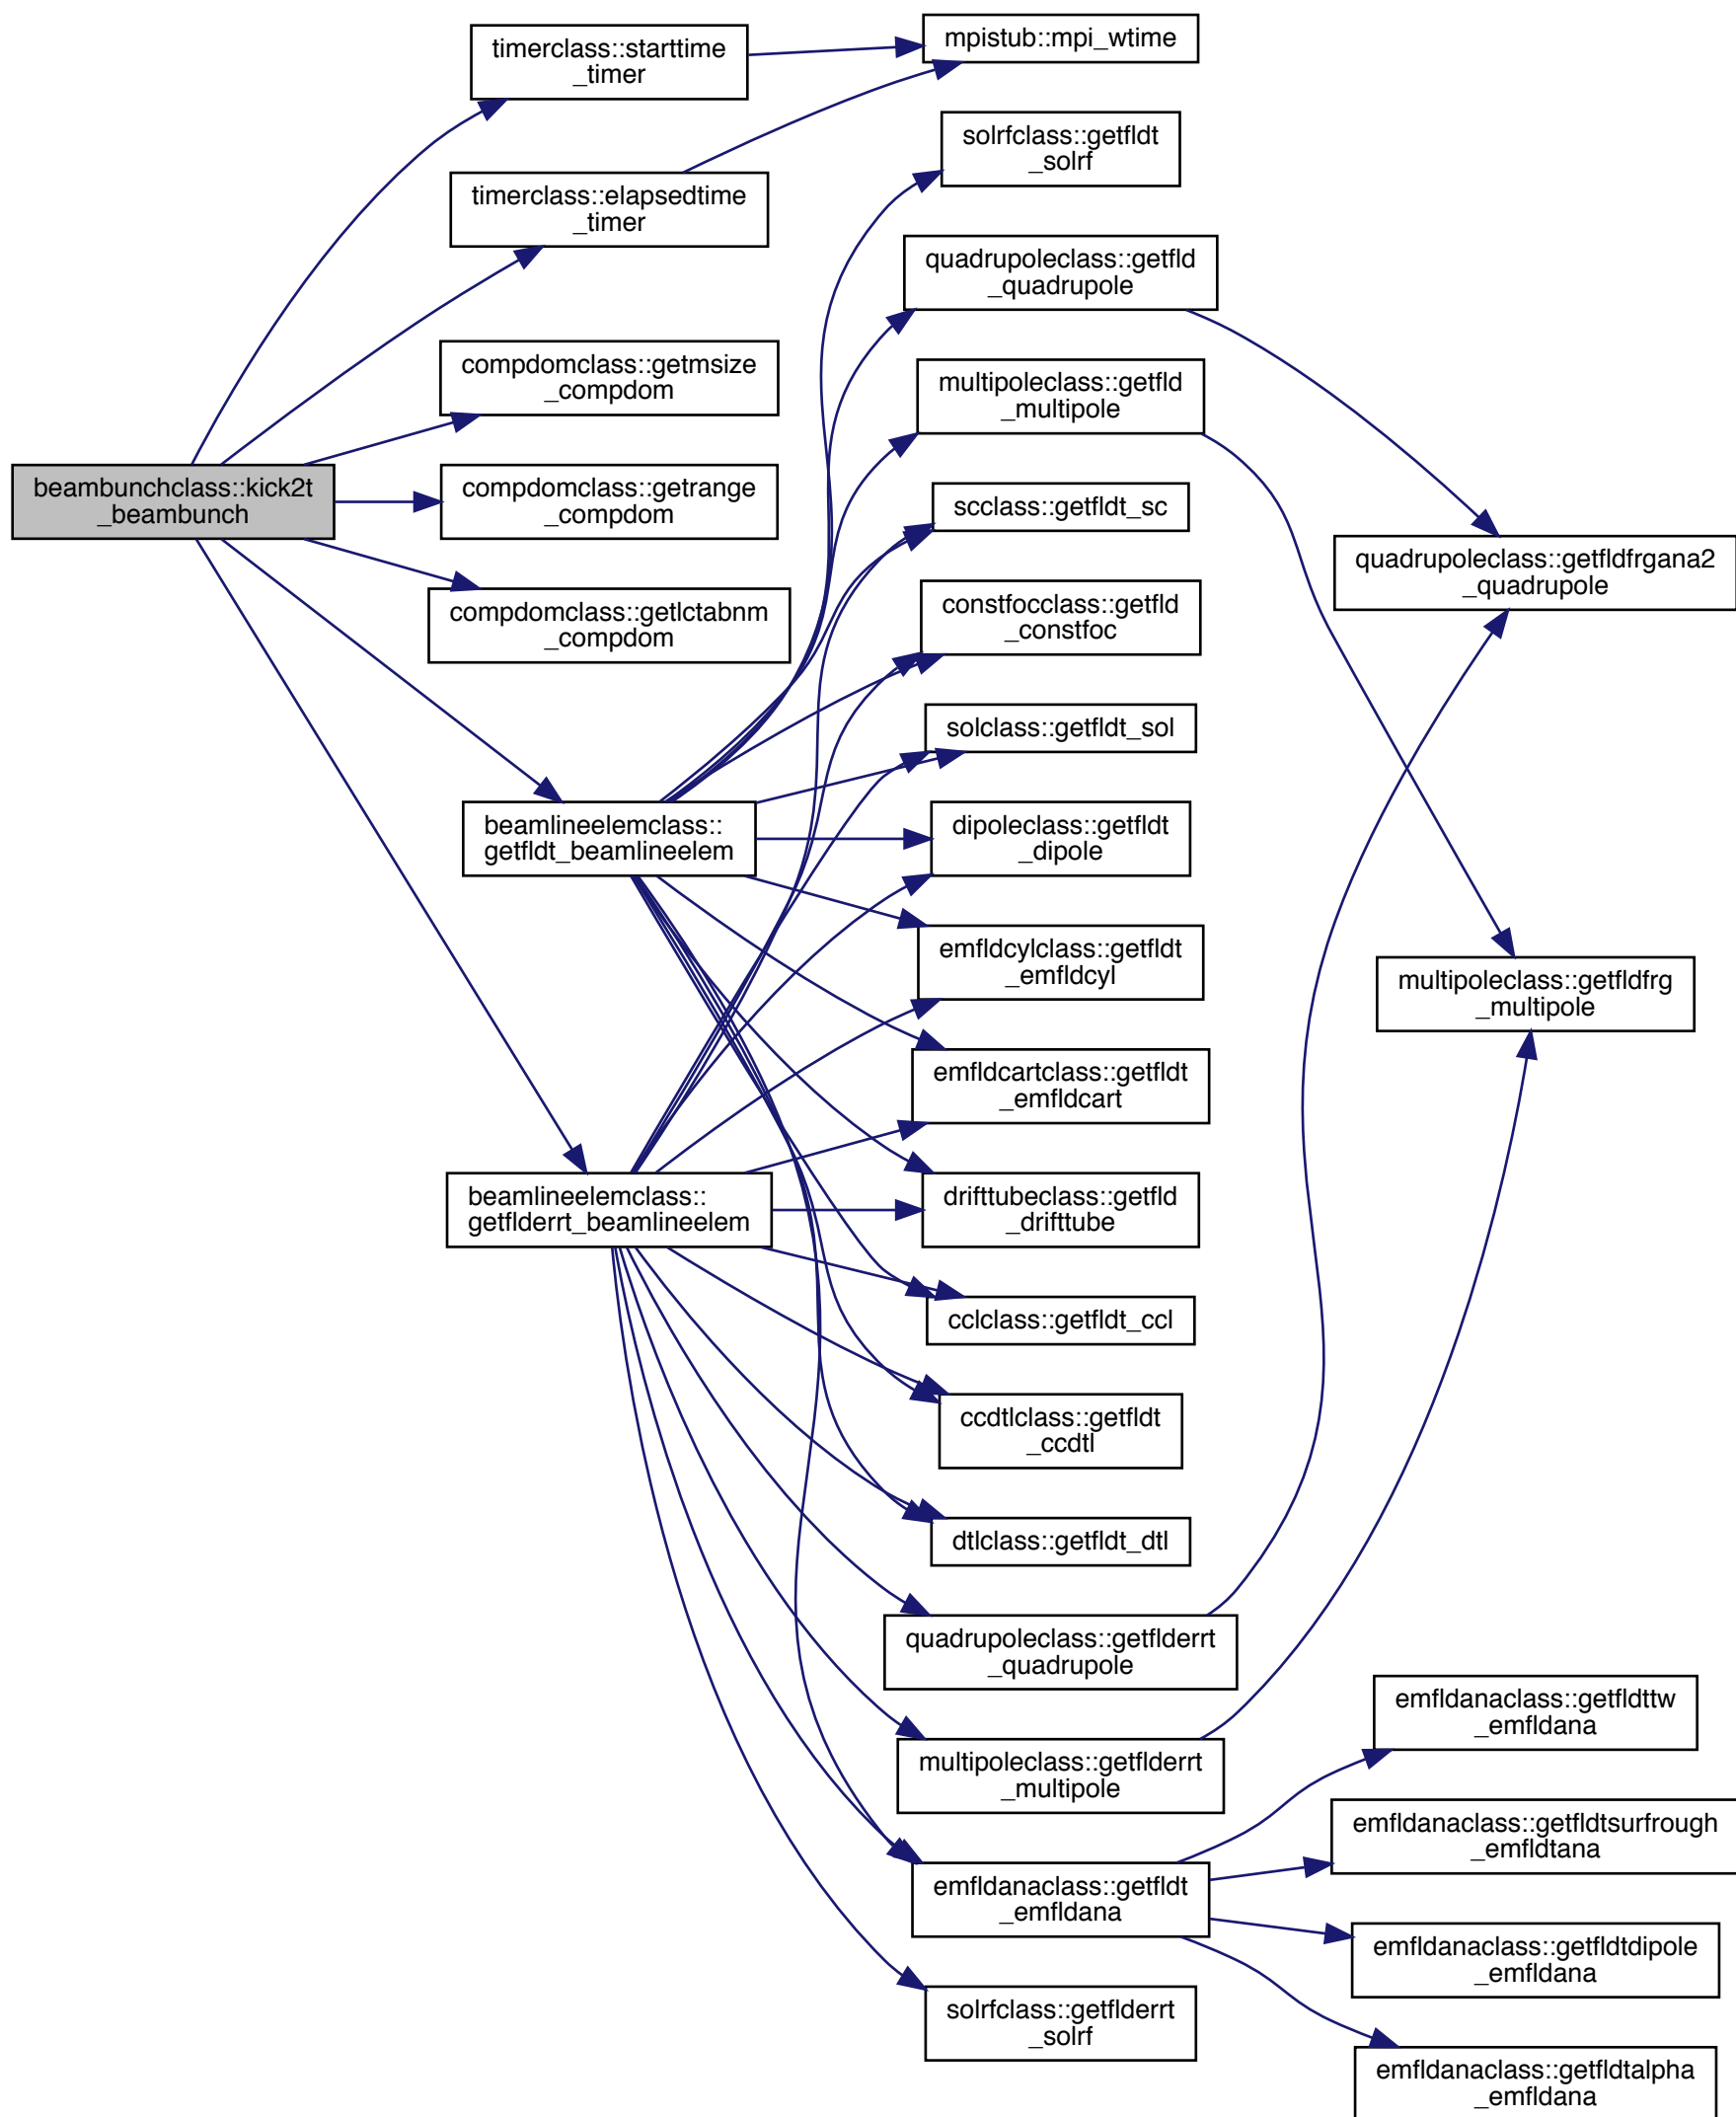 beambunchclass::kick2t
_beambunch
timerclass::starttime
_timer
timerclass::elapsedtime
_timer
compdomclass::getmsize
_compdom
compdomclass::getrange
_compdom
compdomclass::getlctabnm
_compdom
beamlineelemclass::
getfldt_beamlineelem
beamlineelemclass::
getflderrt_beamlineelem
mpistub::mpi_wtime
solrfclass::getfldt
_solrf
quadrupoleclass::getfld
_quadrupole
multipoleclass::getfld
_multipole
scclass::getfldt_sc
constfocclass::getfld
_constfoc
solclass::getfldt_sol
dipoleclass::getfldt
_dipole
emfldcylclass::getfldt
_emfldcyl
emfldcartclass::getfldt
_emfldcart
drifttubeclass::getfld
_drifttube
cclclass::getfldt_ccl
ccdtlclass::getfldt
_ccdtl
dtlclass::getfldt_dtl
quadrupoleclass::getflderrt
_quadrupole
multipoleclass::getflderrt
_multipole
emfldanaclass::getfldt
_emfldana
solrfclass::getflderrt
_solrf
quadrupoleclass::getfldfrgana2
_quadrupole
multipoleclass::getfldfrg
_multipole
emfldanaclass::getfldttw
_emfldana
emfldanaclass::getfldtsurfrough
_emfldtana
emfldanaclass::getfldtdipole
_emfldana
emfldanaclass::getfldtalpha
_emfldana